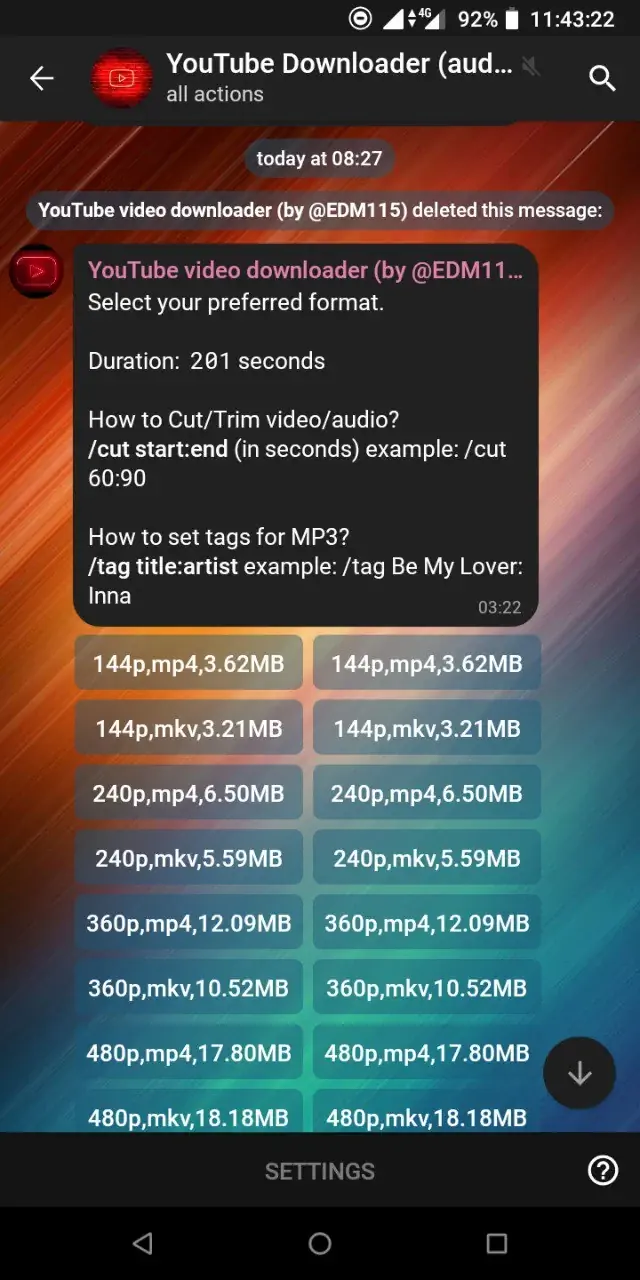 4G 92% 11:43:22
YouTube Downloader (aud...
all actions
today at 08:27
YouTube video downloader (by @EDM115) deleted this message:
YouTube video downloader (by @EDM11...
Select your preferred format.
Duration: 201 seconds
How to Cut/Trim video/audio?
/cut start:end (in seconds) example: /cut
60:90
How to set tags for MP3?
/tag title:artist example: /tag Be My Lover:
Inna
03:22
144p,mp4,3.62MB 144p,mp4,3.62MB
144p,mkv,3.21MB 144p,mkv,3.21MB
240p,mp4,6.50MB 240p,mp4,6.50MB
240p,mkv,5.59MB 240p,mkv,5.59MB
360p,mp4,12.09MB 360p,mp4,12.09MB
360p,mkv,10.52MB 360p,mkv,10.52MB
480p,mp4,17.80MB 480p,mp4,17.80MB
480p,mkv,18.18MB 480p,mkv,18.18MB
SETTINGS